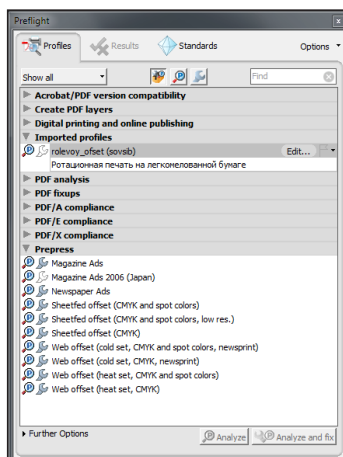 Preflight
Profiles Results Standards Options
Show all Find
Acrobat/PDF version compatibility
Create PDF layers
Digital printing and online publishing
Imported profiles
rolevoy_ofset (sovsib) Edit...
Ротационная печать на легконелованной бумаге
PDF analysis
PDF fixups
PDF/A compliance
PDF/E compliance
PDF/X compliance
Prepress
Magazine Ads
Magazine Ads 2006 (Japan)
Newspaper Ads
Sheetfed offset (CMYK and spot colors)
Sheetfed offset (CMYK and spot colors, low res.)
Sheetfed offset (CMYK)
Web offset (cold set, CMYK and spot colors, newsprint)
Web offset (cold set, CMYK, newsprint)
Web offset (heat set, CMYK and spot colors)
Web offset (heat set, CMYK)
Further Options Analyze Analyze and fix